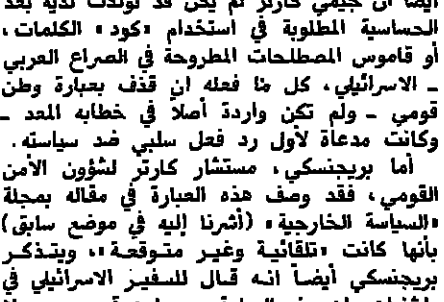 أيضاً أن جيمي كارتر لم يكن قد تولدت لديه بعد
الحساسية المطلوبة في استخدام «كود» الكلمات،
أو قاموس المصطلحات المطروحة في الصراع العربي
ـ الاسرائيلي، كل ما فعله ان قذف بعبارة وطن
قومي ـ ولم تكن واردة أصلا في خطابه المعد ـ
وكانت مدعاة لأول رد فعل سلبي ضد سياسته.
أما بريجنسكي، مستشار كارتر لشؤون الأمن
القومي، فقد وصف هذه العبارة في مقاله بمجلة
«السياسة الخارجية» (أشرنا إليه في موضع سابق)
بأنها كانت «تلقائية وغير متوقعة»، ويتذكر
بريجنسكي أيضاً انه قال للسفير الاسرائيلي في